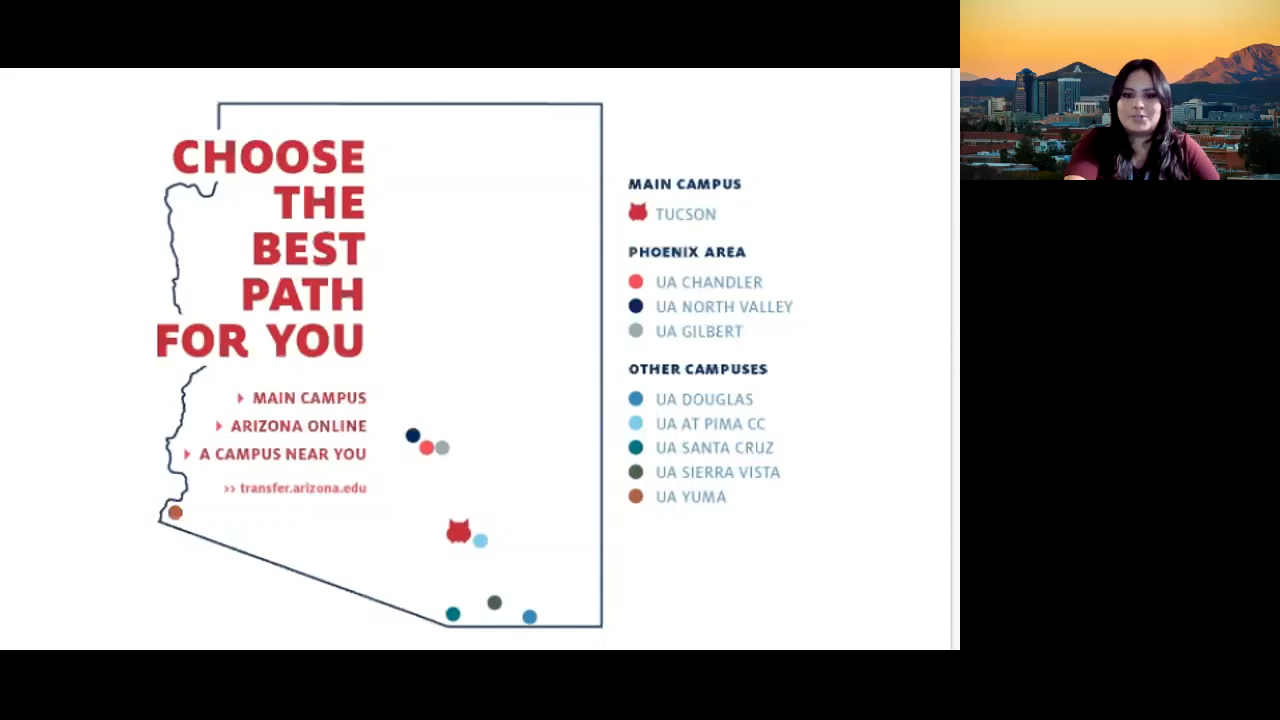 CHOOSE
THE
BEST
PATH
FOR YOU
MAIN CAMPUS
ARIZONA ONLINE
A CAMPUS NEAR YOU
>> transfer.arizona.edu
MAIN CAMPUS
TUCSON
PHOENIX AREA
UA CHANDLER
UA NORTH VALLEY
UA GILBERT
OTHER CAMPUSES
UA DOUGLAS
UA AT PIMA CC
UA SANTA CRUZ
UA SIERRA VISTA
UA YUMA